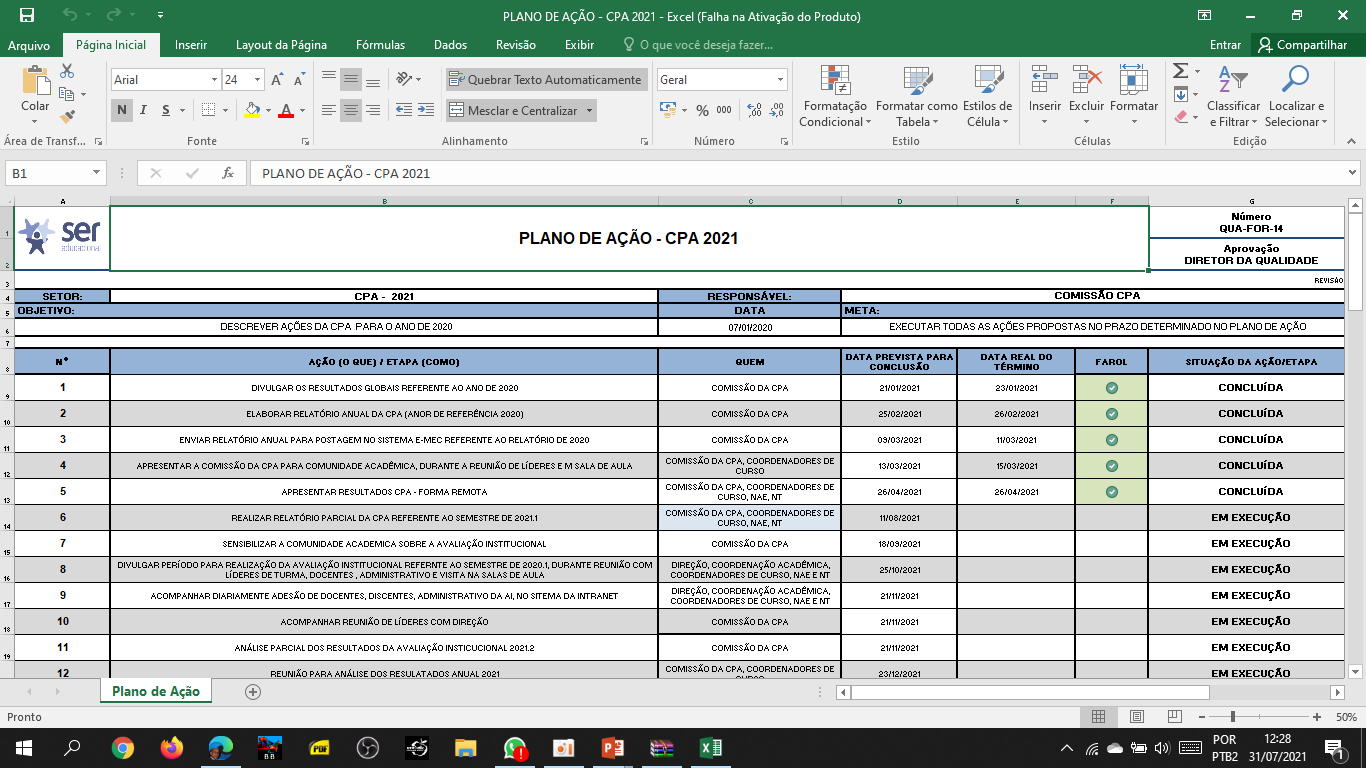 PLANO DE AÇÃO - CPA 2021 - Excel (Falha na Ativação do Produto)
Arquivo Página Inicial Inserir Layout da Página Fórmulas Dados Revisão Exibir O que você deseja fazer... Entrar Compartilhar
Colar Arial 24 Quebrar Texto Automaticamente Geral
N I S Mesclar e Centralizar % 000
Formatação Condicional Formatar como Tabela Estilos de Célula Inserir Excluir Formatar Classificar e Filtrar Localizar e Selecionar
Área de Transf... Fonte Alinhamento Número Estilo Células Edição
B1 fx PLANO DE AÇÃO - CPA 2021
A B C D E F G
ser educacional
PLANO DE AÇÃO - CPA 2021
Número
QUA-FOR-14
Aprovação
DIRETOR DA QUALIDADE
REVISÃO
SETOR: CPA - 2021 RESPONSÁVEL: COMISSÃO CPA
OBJETIVO: DATA META:
DESCREVER AÇÕES DA CPA PARA O ANO DE 2020 07/01/2020 EXECUTAR TODAS AS AÇÕES PROPOSTAS NO PRAZO DETERMINADO NO PLANO DE AÇÃO
N° AÇÃO (O QUE) / ETAPA (COMO) QUEM DATA PREVISTA PARA CONCLUSÃO DATA REAL DO TÉRMINO FAROL SITUAÇÃO DA AÇÃO/ETAPA
1 DIVULGAR OS RESULTADOS GLOBAIS REFERENTE AO ANO DE 2020 COMISSÃO DA CPA 21/01/2021 23/01/2021 CONCLUÍDA
2 ELABORAR RELATÓRIO ANUAL DA CPA (ANOR DE REFERÊNCIA 2020) COMISSÃO DA CPA 25/02/2021 26/02/2021 CONCLUÍDA
3 ENVIAR RELATÓRIO ANUAL PARA POSTAGEM NO SISTEMA E-MEC REFERENTE AO RELATÓRIO DE 2020 COMISSÃO DA CPA 09/03/2021 11/03/2021 CONCLUÍDA
4 APRESENTAR A COMISSÃO DA CPA PARA COMUNIDADE ACADÊMICA, DURANTE A REUNIÃO DE LÍDERES E M SALA DE AULA COMISSÃO DA CPA, COORDENADORES DE CURSO 13/03/2021 15/03/2021 CONCLUÍDA
5 APRESENTAR RESULTADOS CPA - FORMA REMOTA COMISSÃO DA CPA, COORDENADORES DE CURSO, NAE, NT 26/04/2021 26/04/2021 CONCLUÍDA
6 REALIZAR RELATÓRIO PARCIAL DA CPA REFERENTE AO SEMESTRE DE 2021.1 COMISSÃO DA CPA, COORDENADORES DE CURSO, NAE, NT 11/08/2021 EM EXECUÇÃO
7 SENSIBILIZAR A COMUNIDADE ACADEMICA SOBRE A AVALIAÇÃO INSTITUCIONAL COMISSÃO DA CPA 18/09/2021 EM EXECUÇÃO
8 DIVULGAR PERÍODO PARA REALIZAÇÃO DA AVALIAÇÃO INSTITUCIONAL REFERNTE AO SEMESTRE DE 2020.1, DURANTE REUNIÃO COM LÍDERES DE TURMA, DOCENTES , ADMINISTRATIVO E VISITA NA SALAS DE AULA DIREÇÃO, COORDENAÇÃO ACADÊMICA, COORDENADORES DE CURSO, NAE E NT 25/10/2021 EM EXECUÇÃO
9 ACOMPANHAR DIARIAMENTE ADESÃO DE DOCENTES, DISCENTES, ADMINISTRATIVO DA AI, NO SITEMA DA INTRANET DIREÇÃO, COORDENAÇÃO ACADÊMICA, COORDENADORES DE CURSO, NAE E NT 21/11/2021 EM EXECUÇÃO
10 ACOMPANHAR REUNIÃO DE LÍDERES COM DIREÇÃO COMISSÃO DA CPA 21/11/2021 EM EXECUÇÃO
11 ANÁLISE PARCIAL DOS RESULTADOS DA AVALIAÇÃO INSTICUCIONAL 2021.2 COMISSÃO DA CPA 21/11/2021 EM EXECUÇÃO
12 REUNIÃO PARA ANÁLISE DOS RESULATADOS ANUAL 2021 COMISSÃO DA CPA, COORDENADORES DE CURSO 23/12/2021 EM EXECUÇÃO
Plano de Ação
Pronto 50%
POR 12:28
PTB2 31/07/2021